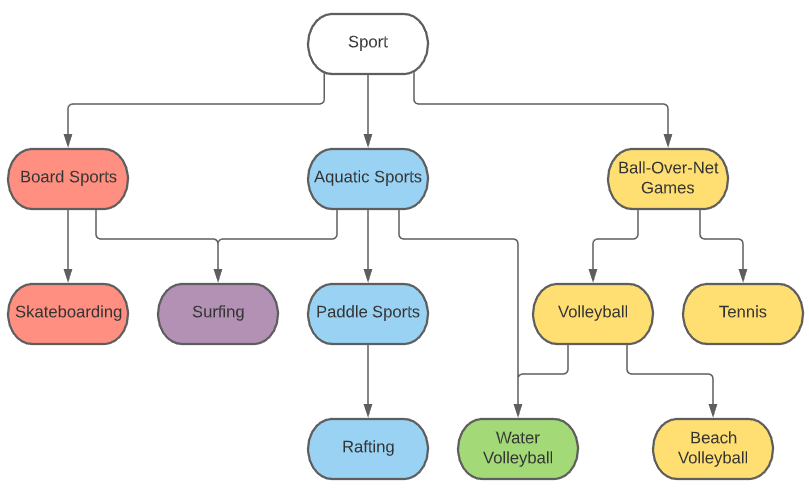 Sport
Board Sports
Aquatic Sports
Ball-Over-Net
Games
Skateboarding
Surfing
Paddle Sports
Volleyball
Tennis
Rafting
Water
Volleyball
Beach
Volleyball